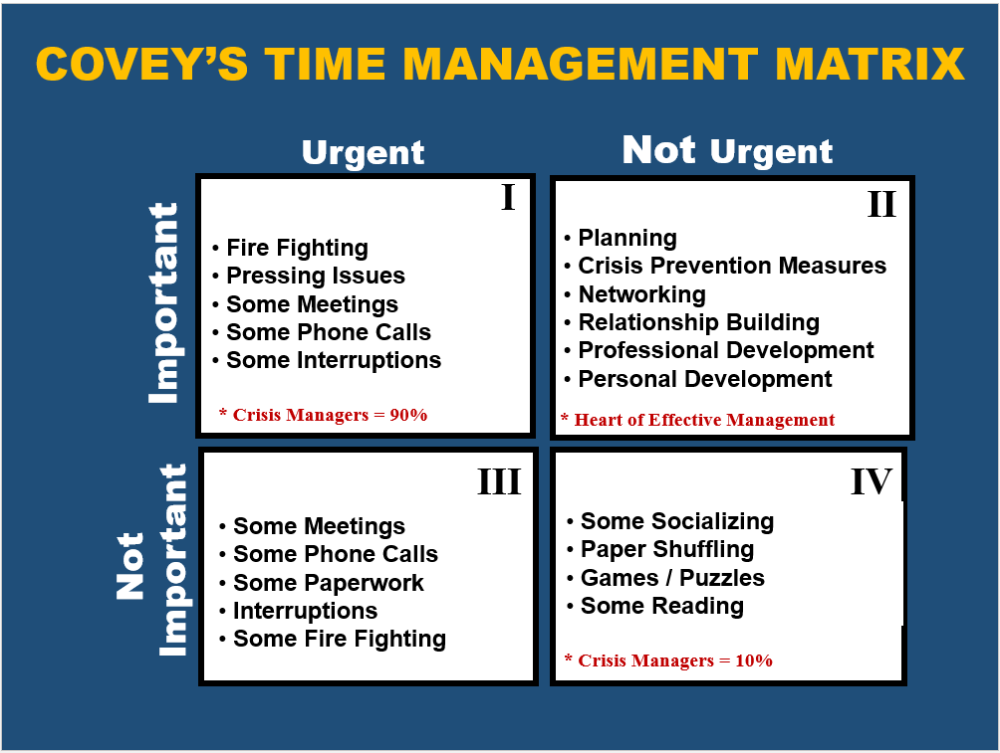 COVEY’S TIME MANAGEMENT MATRIX
Urgent
Not Urgent
Important
I
• Fire Fighting
• Pressing Issues
• Some Meetings
• Some Phone Calls
• Some Interruptions
* Crisis Managers = 90%
II
• Planning
• Crisis Prevention Measures
• Networking
• Relationship Building
• Professional Development
• Personal Development
* Heart of Effective Management
Not
Important
III
• Some Meetings
• Some Phone Calls
• Some Paperwork
• Interruptions
• Some Fire Fighting
IV
• Some Socializing
• Paper Shuffling
• Games / Puzzles
• Some Reading
* Crisis Managers = 10%